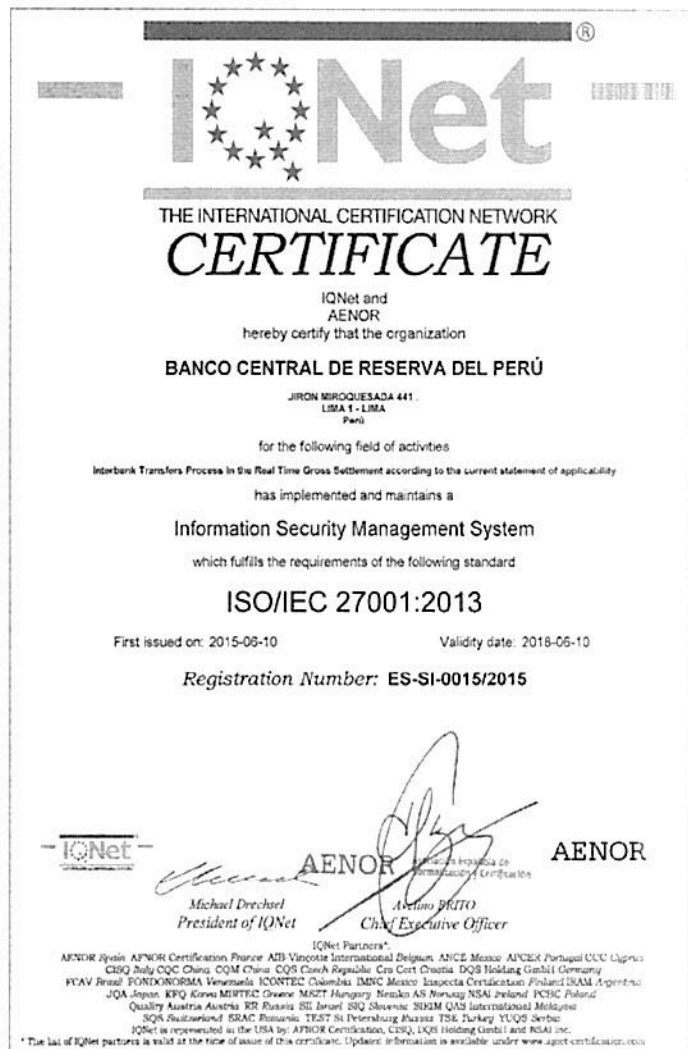 IQNet ®
THE INTERNATIONAL CERTIFICATION NETWORK
CERTIFICATE
IQNet and
AENOR
hereby certify that the organization
BANCO CENTRAL DE RESERVA DEL PERÚ
JIRON MIROQUESADA 441 .
LIMA 1 - LIMA
Perú
for the following field of activities
Interbank Transfers Process in the Real Time Gross Settlement according to the current statement of applicability
has implemented and maintains a
Information Security Management System
which fulfills the requirements of the following standard
ISO/IEC 27001:2013
First issued on: 2015-06-10 Validity date: 2018-06-10
Registration Number: ES-SI-0015/2015
IQNet
AENOR Asociación Española de Normalización y Certificación
AENOR
Michael Drechsel Avelino BRITO
President of IQNet Chief Executive Officer
IQNet Partners*:
AENOR Spain AFNOR Certification France AIB-Vinçotte International Belgium ANCE Mexico APCER Portugal CCC Cyprus
CISQ Italy CQC China CQM China CQS Czech Republic Cro Cert Croatia DQS Holding GmbH Germany
FCAV Brazil FONDONORMA Venezuela ICONTEC Colombia IMNC Mexico Inspecta Certification Finland IRAM Argentina
JQA Japan KFQ Korea MIRTEC Greece MSZT Hungary Nemko AS Norway NSAI Ireland PCBC Poland
Quality Austria Austria RR Russia SII Israel SIQ Slovenia SIRIM QAS International Malaysia
SQS Switzerland SRAC Romania TEST St Petersburg Russia TSE Turkey YUQS Serbia
IQNet is represented in the USA by: AFNOR Certification, CISQ, DQS Holding GmbH and NSAI Inc.
* The list of IQNet partners is valid at the time of issue of this certificate. Updated information is available under www.iqnet-certification.com